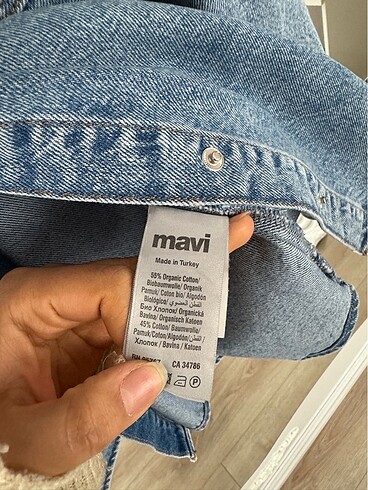 mavi
Made in Turkey
55% Organic Cotton/
Biobaumwolle/ Organik
Pamuk/ Coton bio/ Algodón
Biológico/ القطن العضوي/
Био Хлопок/ Organická
Bavlna/ Organisch Katoen
45% Cotton/ Baumwolle/
Pamuk/Coton/Algodón/ القطن/
Хлопок / Bavlna / Katoen
CA 34786
P